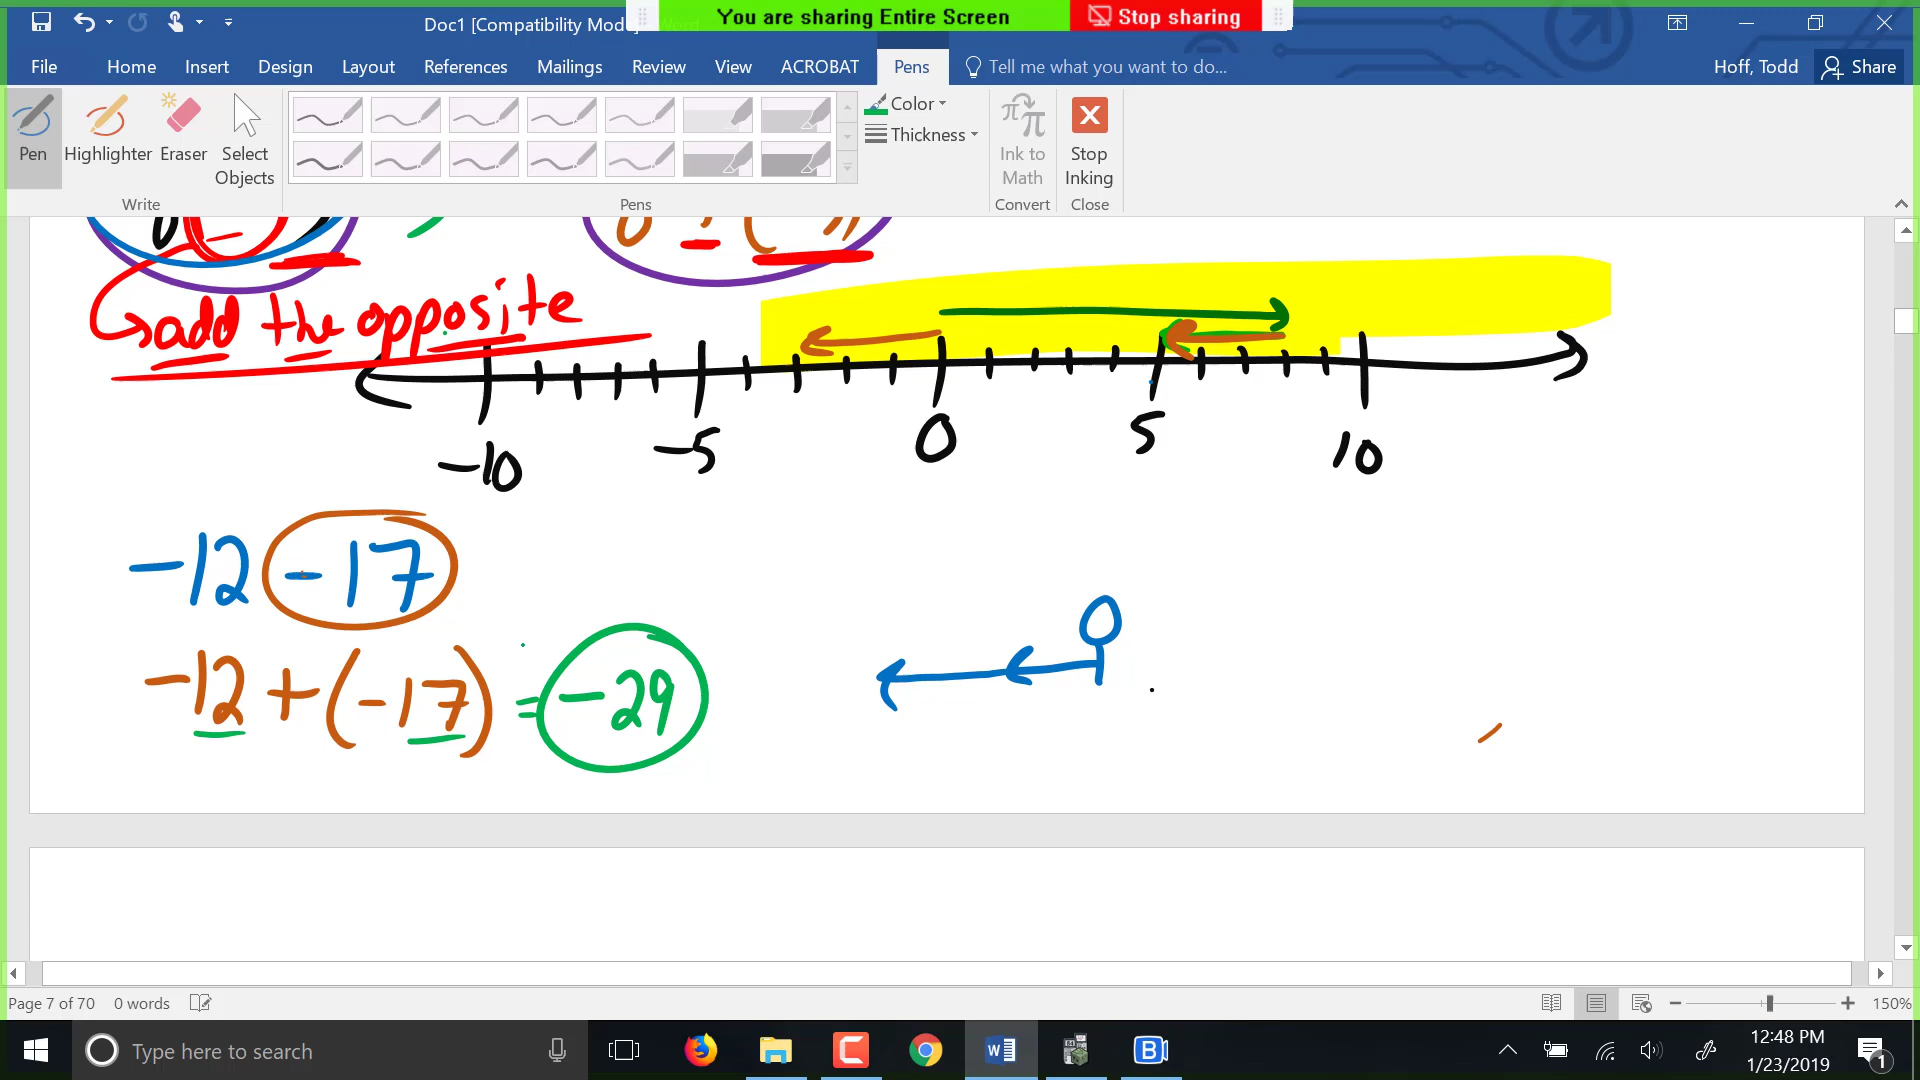 Doc1 [Compatibility Mod
You are sharing Entire Screen
Stop sharing
File Home Insert Design Layout References Mailings Review View ACROBAT Pens Tell me what you want to do... Hoff, Todd Share
Pen Highlighter Eraser Select Objects
Color
Thickness
Ink to Math
Stop Inking
Write Pens Convert Close
add the opposite
-10 -5 0 5 10
-12 -17
-12 + (-17) = -29
0
Page 7 of 70 0 words 150%
Type here to search
12:48 PM
1/23/2019
1